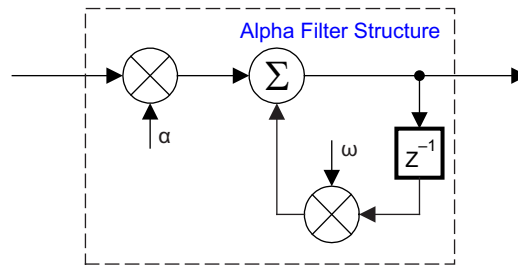 Alpha Filter Structure
Σ
α
ω
Z⁻¹